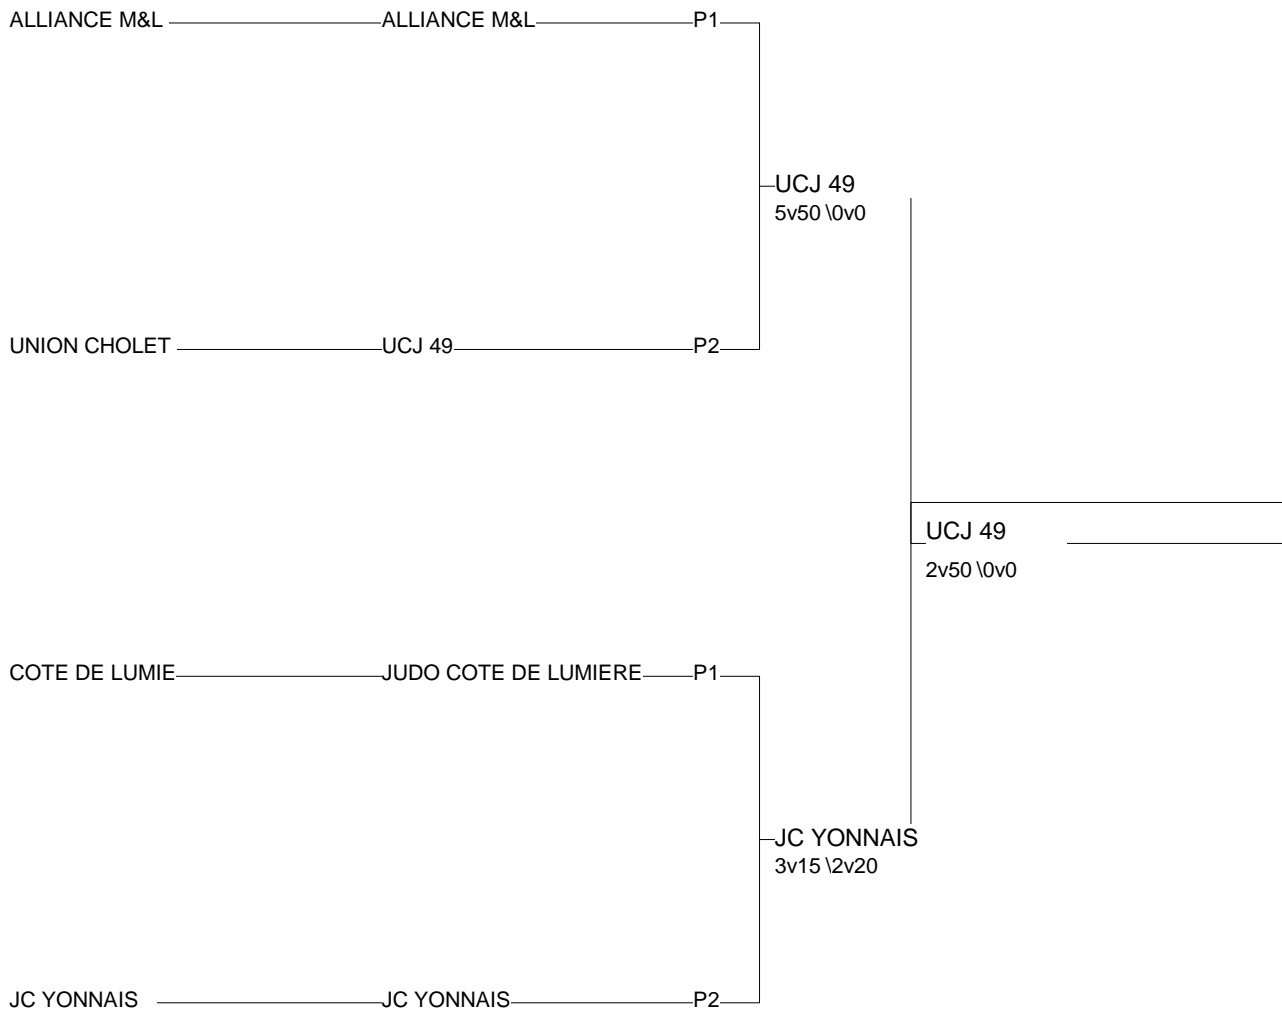 ALLIANCE M&L ALLIANCE M&L P1
UCJ 49
5v50 \0v0
UNION CHOLET UCJ 49 P2
UCJ 49
2v50 \0v0
COTE DE LUMIE JUDO COTE DE LUMIERE P1
JC YONNAIS
3v15 \2v20
JC YONNAIS JC YONNAIS P2